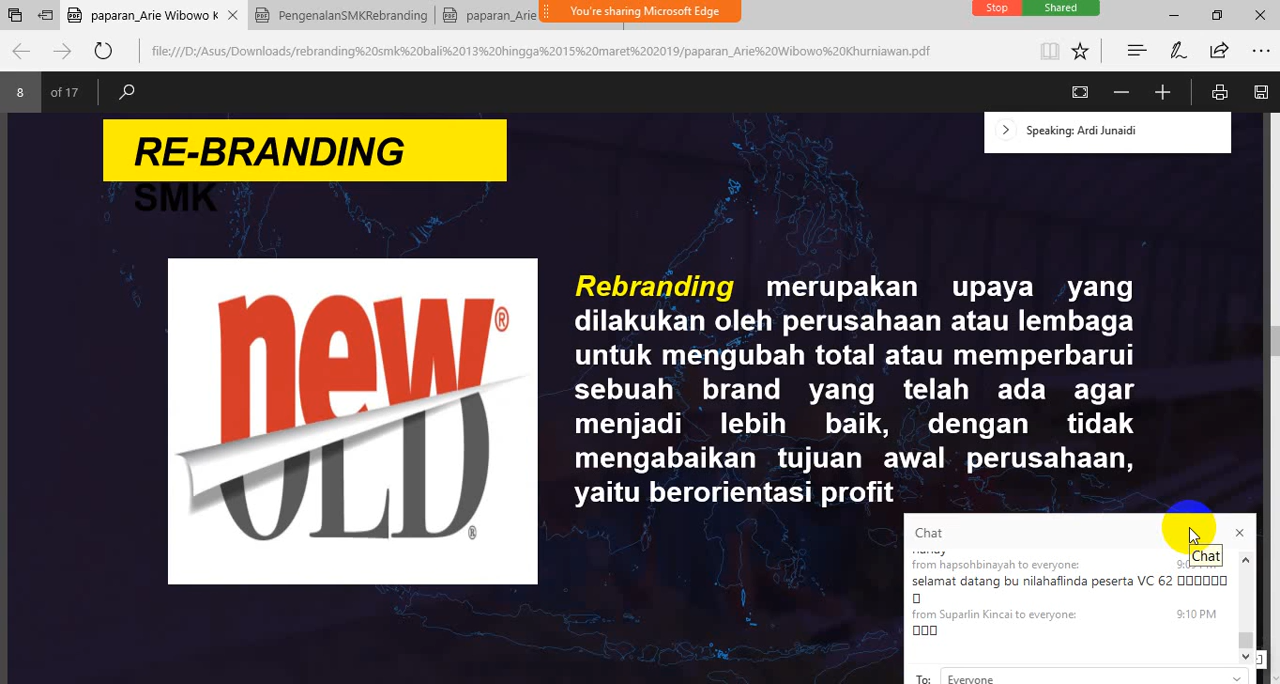 paparan_Arie Wibowo K
PengenalanSMKRebranding
paparan_Arie
You're sharing Microsoft Edge
Stop
Shared
file:///D:/Asus/Downloads/rebranding%20smk%20bali%2013%20hingga%2015%20maret%202019/paparan_Arie%20Wibowo%20Khurniawan.pdf
8 of 17
Speaking: Ardi Junaidi
RE-BRANDING
SMK
new®
OLD®
Rebranding merupakan upaya yang
dilakukan oleh perusahaan atau lembaga
untuk mengubah total atau memperbarui
sebuah brand yang telah ada agar
menjadi lebih baik, dengan tidak
mengabaikan tujuan awal perusahaan,
yaitu berorientasi profit
Chat
Chat
from hapsohbinayah to everyone:
selamat datang bu nilahaflinda peserta VC 62
from Suparlin Kincai to everyone: 9:10 PM
To: Everyone